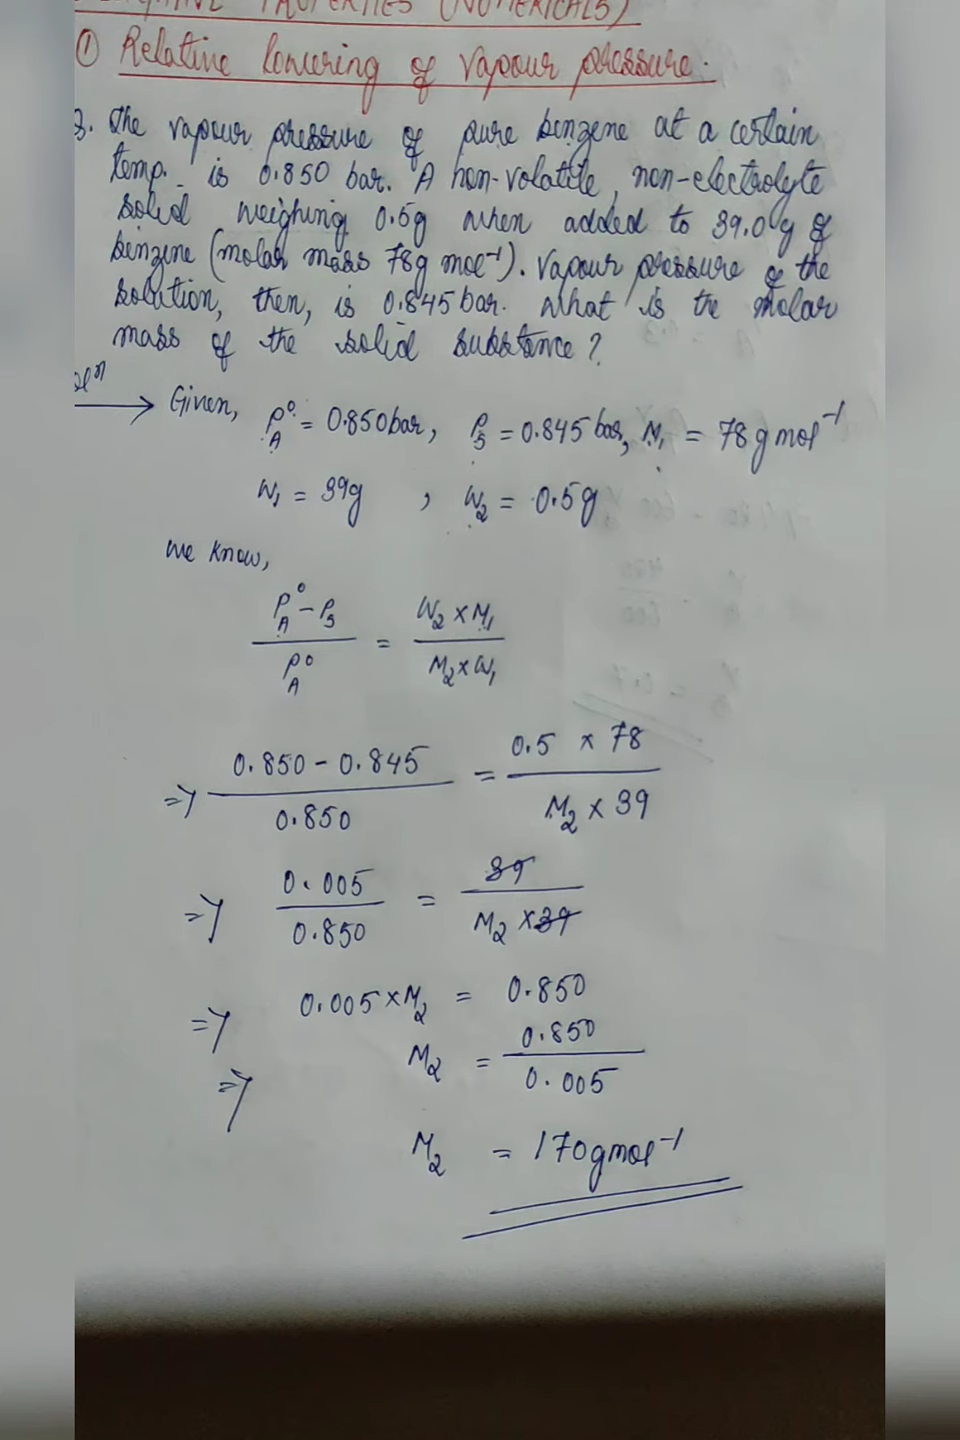 PROPERTIES (NUMERICALS)
① Relative lowering of vapour pressure.
3. The vapour pressure of pure benzene at a certain
temp. is 0.850 bar. A non-volatile, non-electrolyte
solid weighing 0.5g when added to 39.0g of
benzene (molar mass 78g mol⁻¹). Vapour pressure of the
solution, then, is 0.845 bar. What is the molar
mass of the solid substance?
Solⁿ → Given, P°A = 0.850 bar, Ps = 0.845 bar, M₁ = 78 g mol⁻¹
W₁ = 39g , W₂ = 0.5g
we know,
P°A - Ps / P°A = W₂ × M₁ / M₂ × W₁
=> 0.850 - 0.845 / 0.850 = 0.5 × 78 / M₂ × 39
=> 0.005 / 0.850 = 39 / M₂ × 39
=> 0.005 × M₂ = 0.850
=> M₂ = 0.850 / 0.005
M₂ = 170 g mol⁻¹